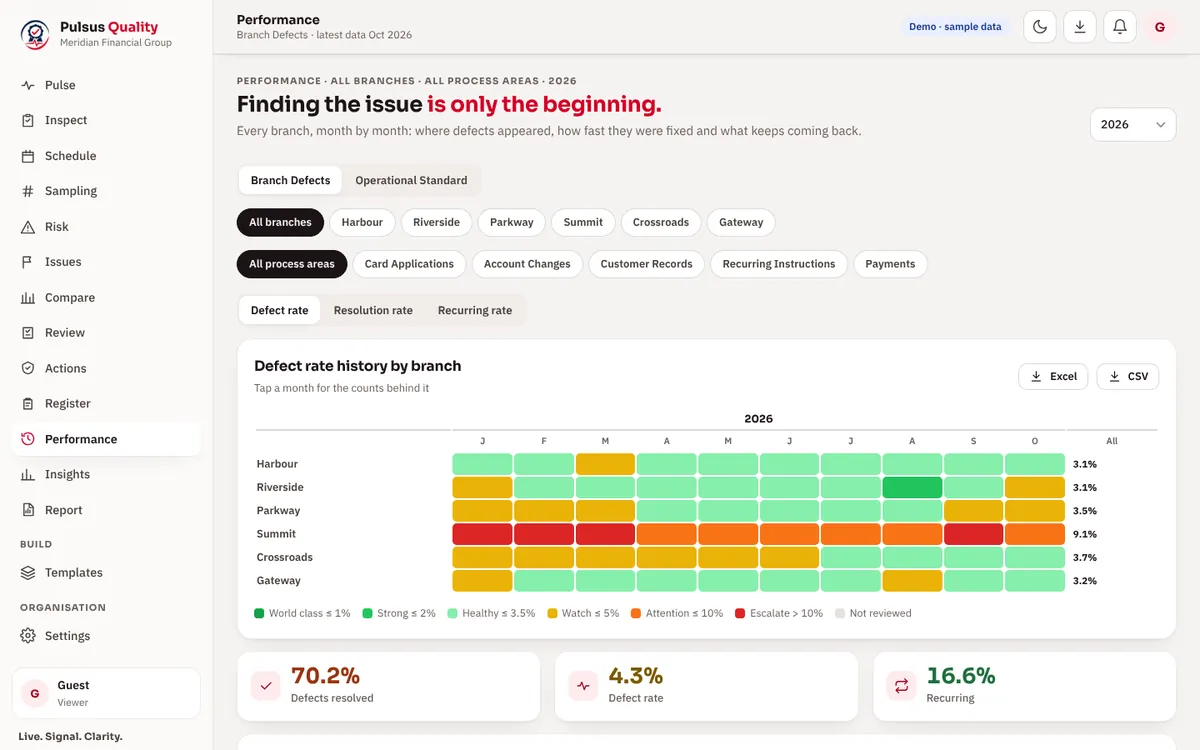 Pulsus Quality
Meridian Financial Group
Pulse
Inspect
Schedule
Sampling
Risk
Issues
Compare
Review
Actions
Register
Performance
Insights
Report
BUILD
Templates
ORGANISATION
Settings
G
Guest
Viewer
Live. Signal. Clarity.
Performance
Branch Defects · latest data Oct 2026
Demo · sample data
G
PERFORMANCE · ALL BRANCHES · ALL PROCESS AREAS · 2026
Finding the issue is only the beginning.
Every branch, month by month: where defects appeared, how fast they were fixed and what keeps coming back.
2026
Branch Defects Operational Standard
All branches Harbour Riverside Parkway Summit Crossroads Gateway
All process areas Card Applications Account Changes Customer Records Recurring Instructions Payments
Defect rate Resolution rate Recurring rate
Defect rate history by branch
Tap a month for the counts behind it
Excel CSV
2026
J F M A M J J A S O All
Harbour 3.1%
Riverside 3.1%
Parkway 3.5%
Summit 9.1%
Crossroads 3.7%
Gateway 3.2%
World class ≤ 1% Strong ≤ 2% Healthy ≤ 3.5% Watch ≤ 5% Attention ≤ 10% Escalate > 10% Not reviewed
70.2%
Defects resolved
4.3%
Defect rate
16.6%
Recurring